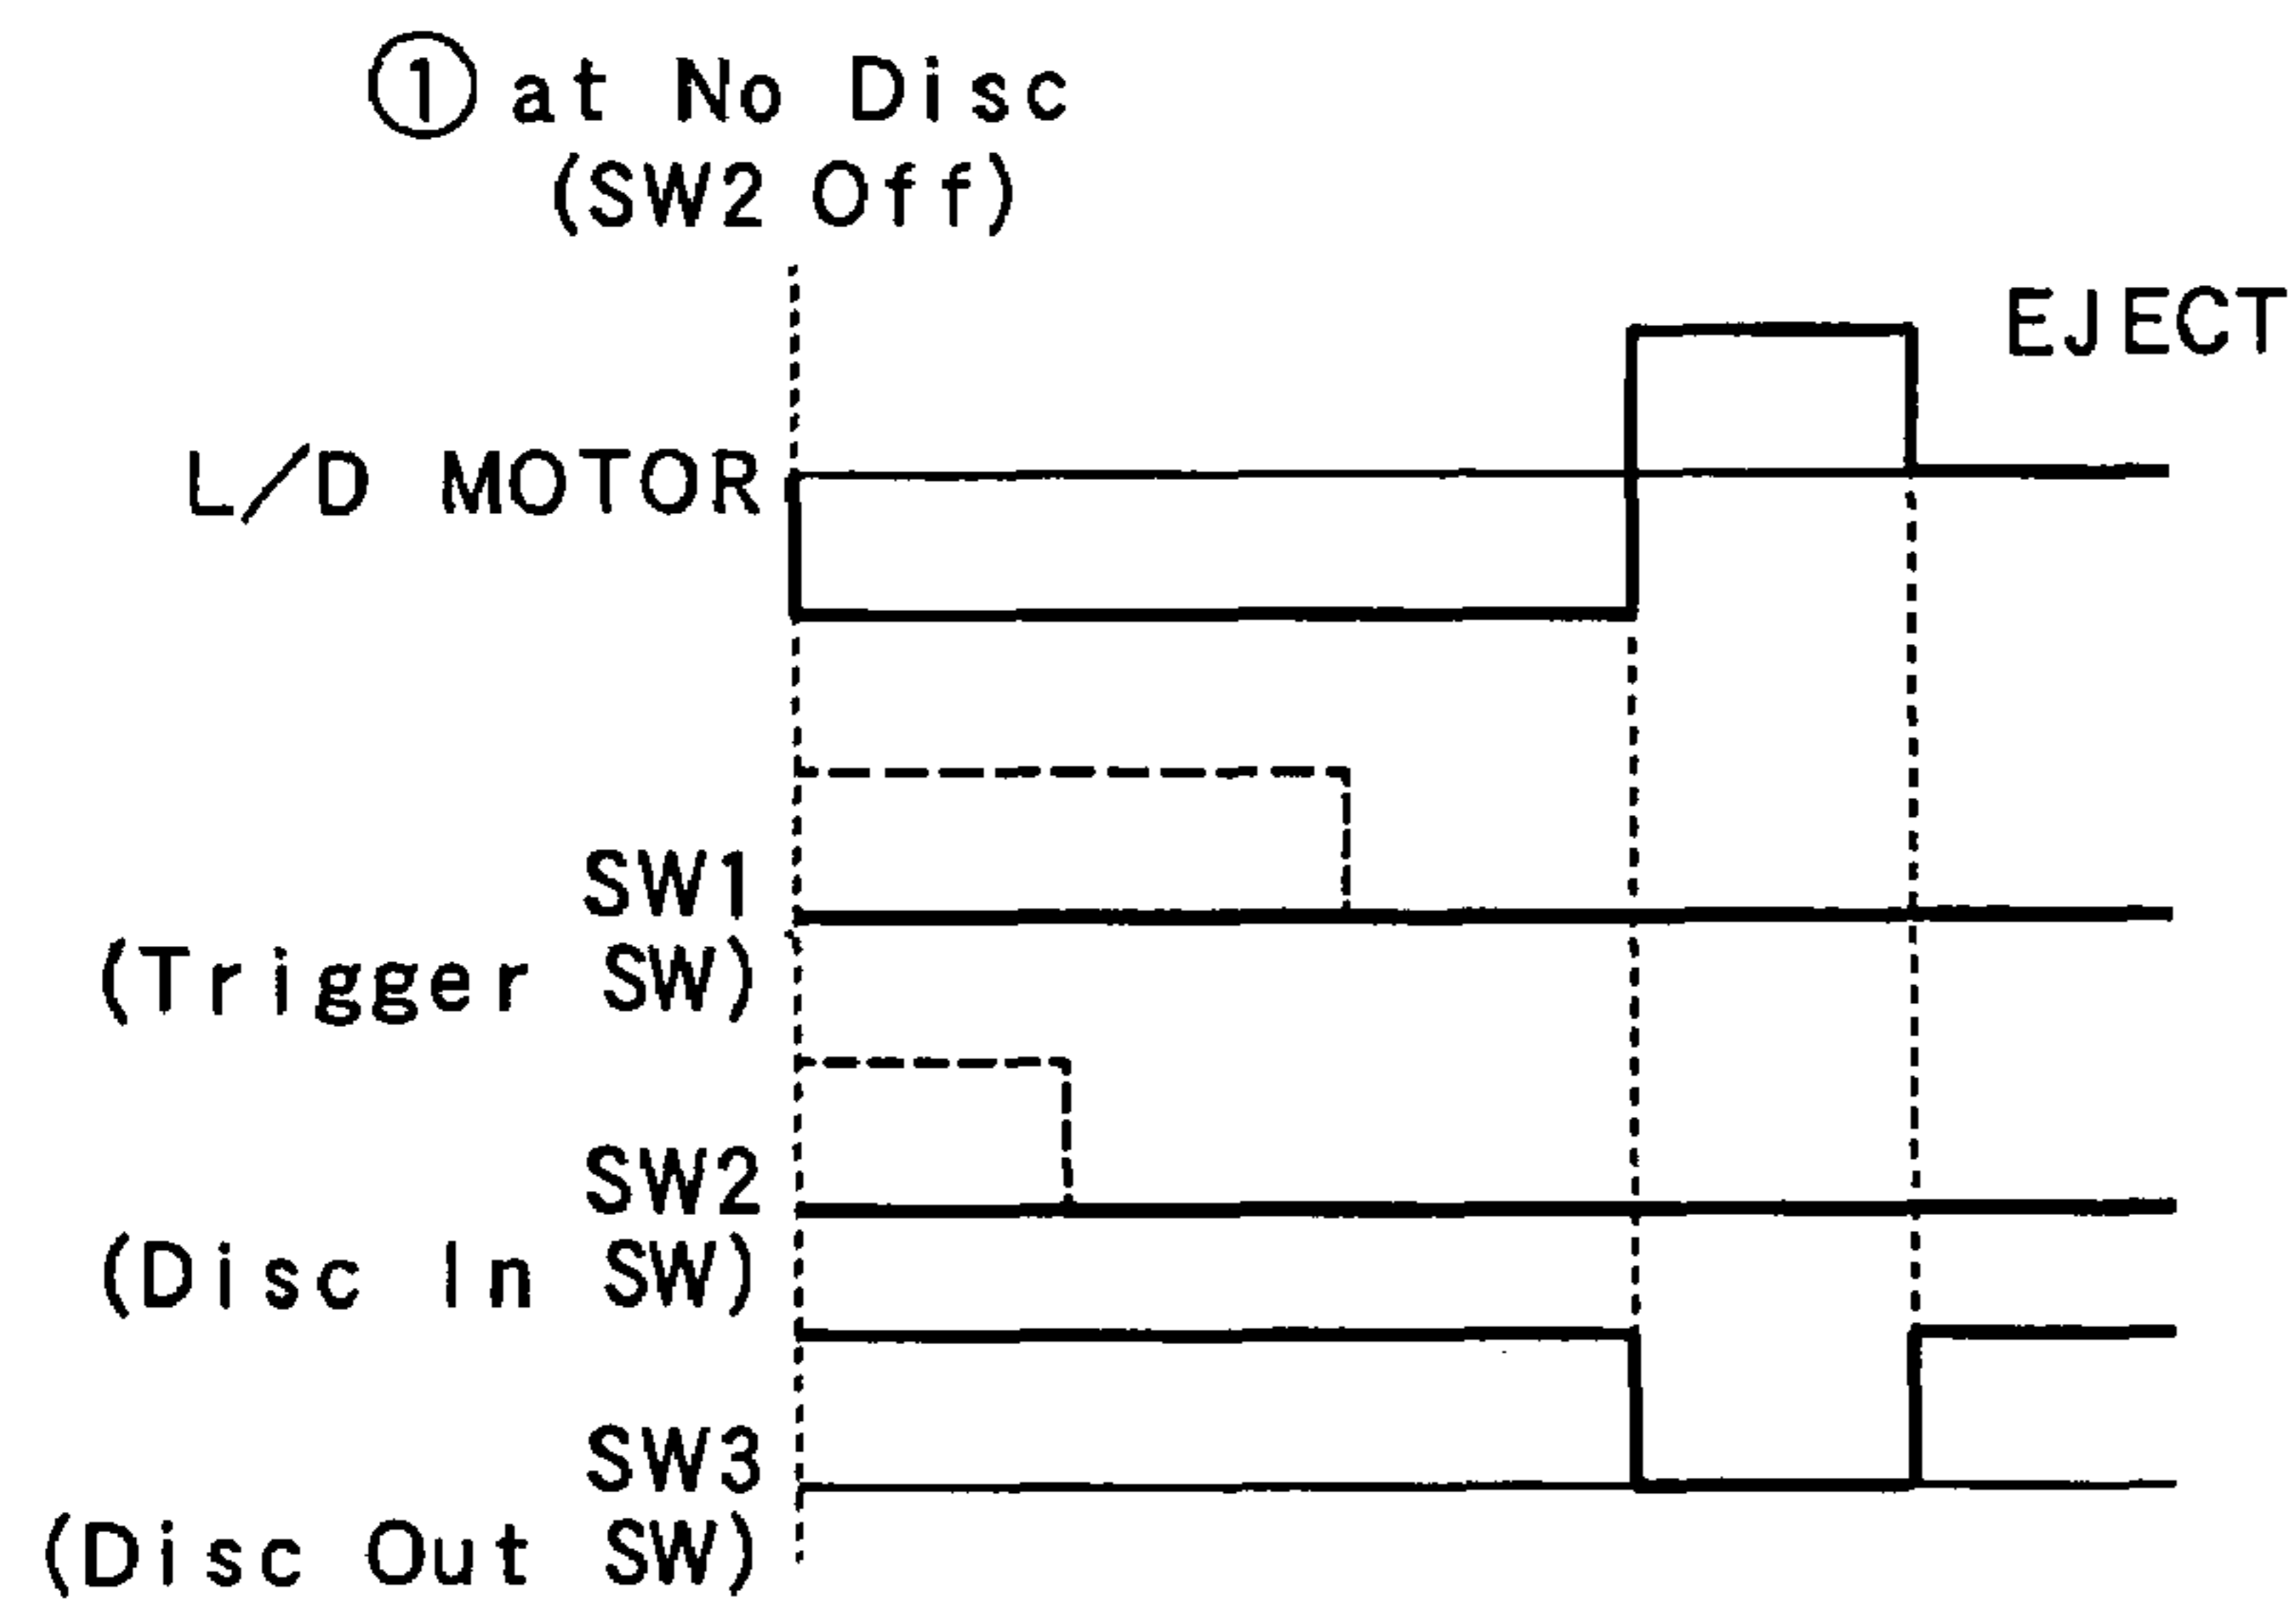 ① at No Disc
(SW2 Off)
EJECT
L/D MOTOR
SW1
(Trigger SW)
SW2
(Disc In SW)
SW3
(Disc Out SW)